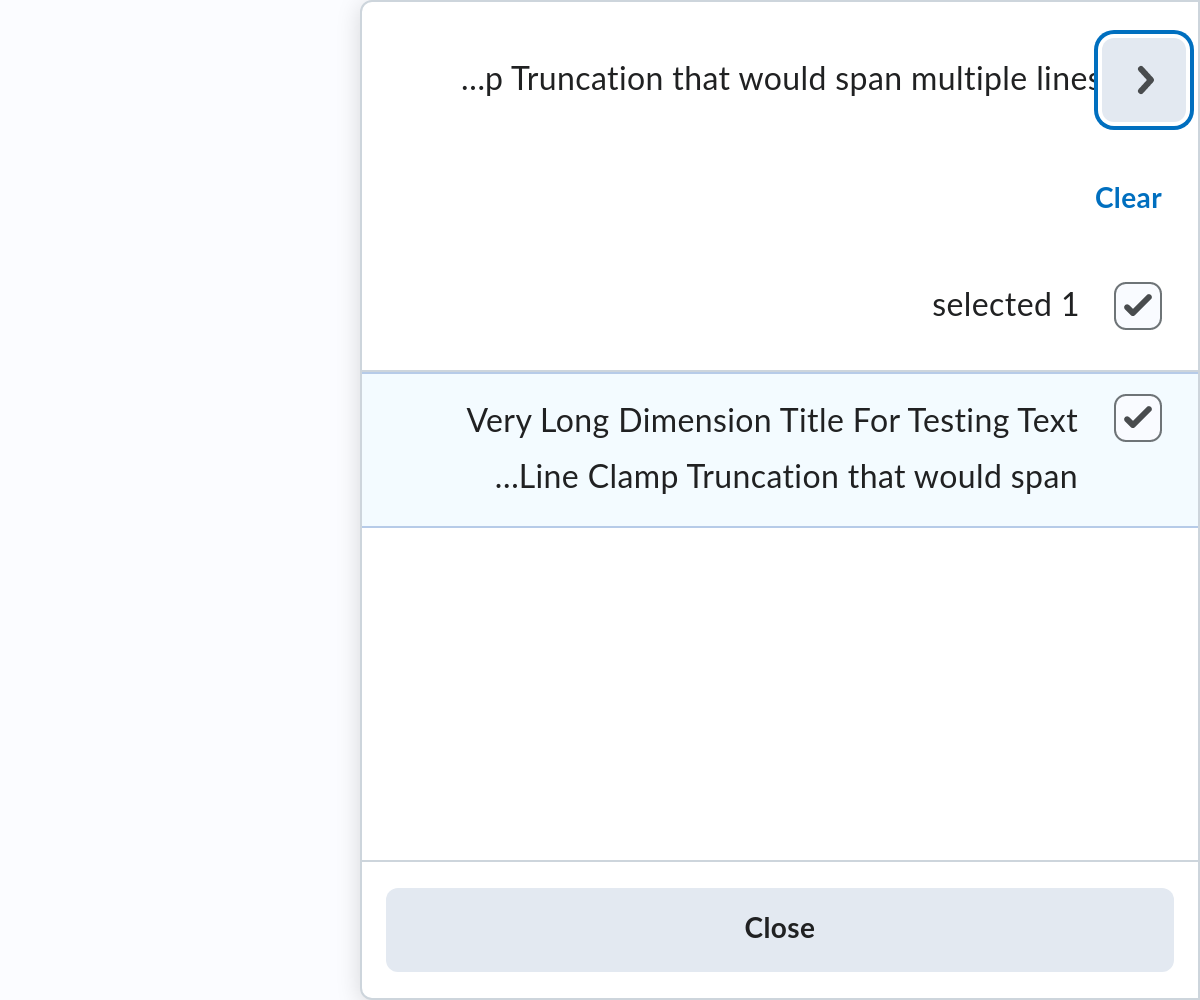 ...p Truncation that would span multiple lines
Clear
selected 1
Very Long Dimension Title For Testing Text
...Line Clamp Truncation that would span
Close